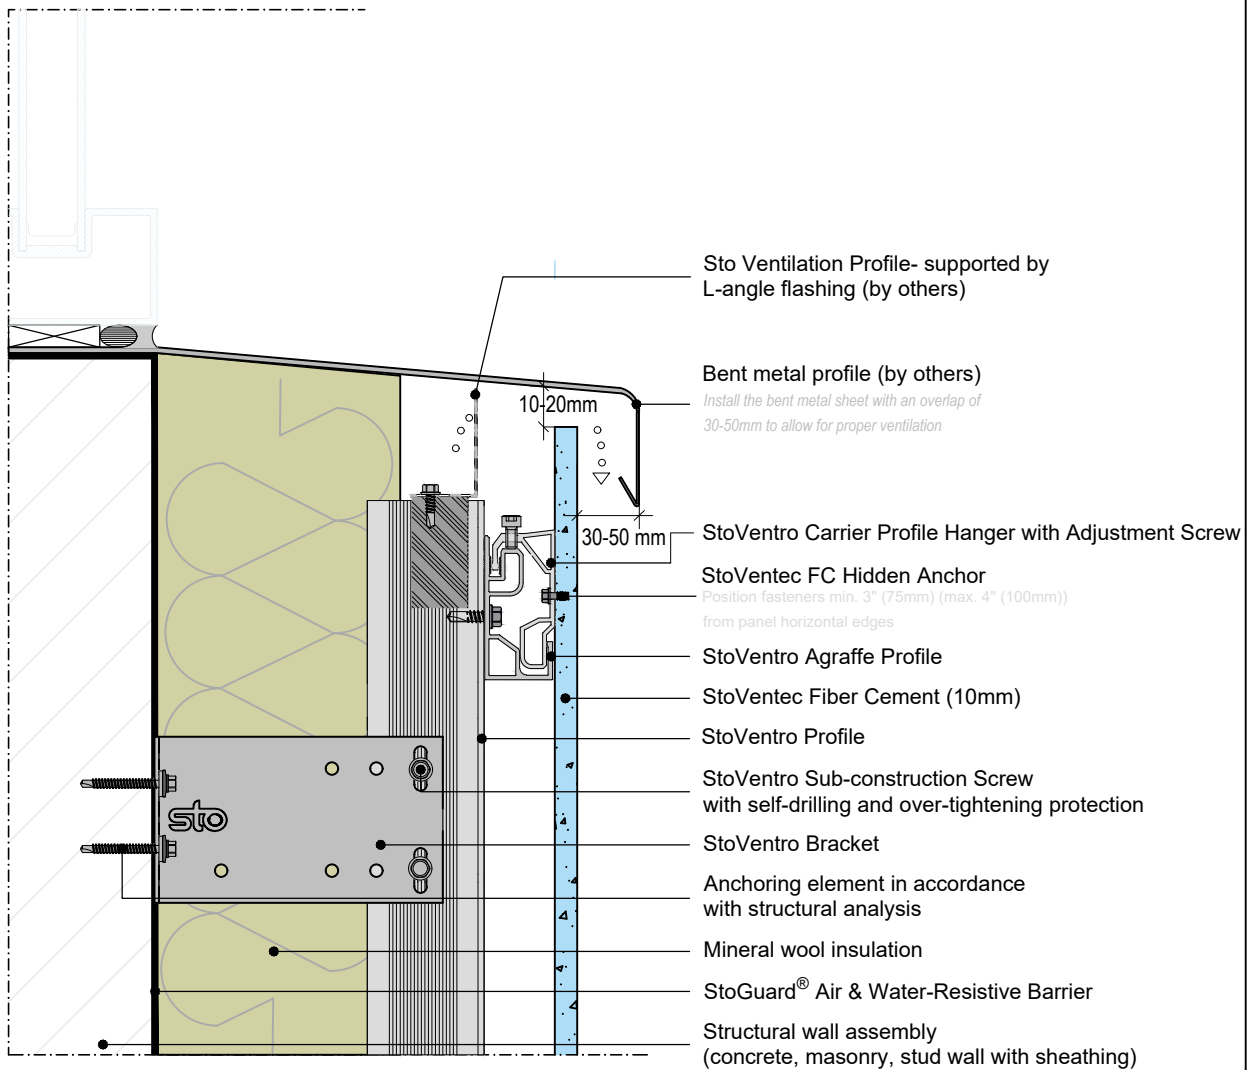 Sto Ventilation Profile- supported by
L-angle flashing (by others)
Bent metal profile (by others)
Install the bent metal sheet with an overlap of
30-50mm to allow for proper ventilation
10-20mm
30-50 mm
StoVentro Carrier Profile Hanger with Adjustment Screw
StoVentec FC Hidden Anchor
Position fasteners min. 3" (75mm) (max. 4" (100mm))
from panel horizontal edges
StoVentro Agraffe Profile
StoVentec Fiber Cement (10mm)
StoVentro Profile
StoVentro Sub-construction Screw
with self-drilling and over-tightening protection
sto
StoVentro Bracket
Anchoring element in accordance
with structural analysis
Mineral wool insulation
StoGuard® Air & Water-Resistive Barrier
Structural wall assembly
(concrete, masonry, stud wall with sheathing)